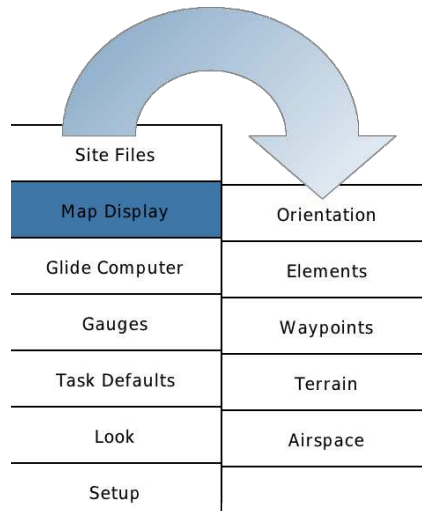 Site Files
Map Display
Glide Computer
Gauges
Task Defaults
Look
Setup
Orientation
Elements
Waypoints
Terrain
Airspace